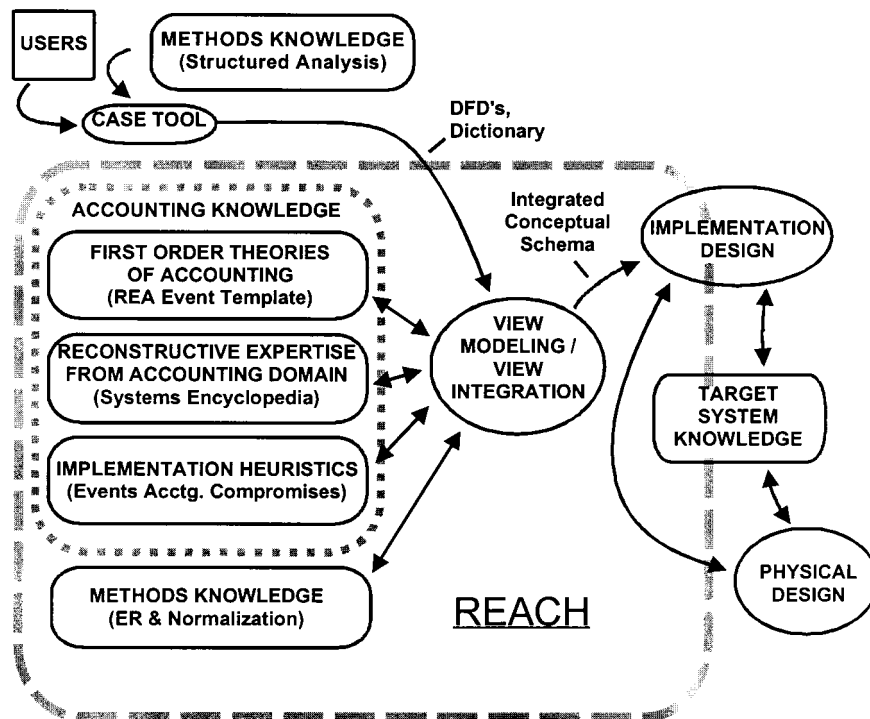 USERS
METHODS KNOWLEDGE
(Structured Analysis)
CASE TOOL
DFD's,
Dictionary
ACCOUNTING KNOWLEDGE
FIRST ORDER THEORIES
OF ACCOUNTING
(REA Event Template)
RECONSTRUCTIVE EXPERTISE
FROM ACCOUNTING DOMAIN
(Systems Encyclopedia)
IMPLEMENTATION HEURISTICS
(Events Acctg. Compromises)
METHODS KNOWLEDGE
(ER & Normalization)
VIEW
MODELING /
VIEW
INTEGRATION
Integrated
Conceptual
Schema
IMPLEMENTATION
DESIGN
TARGET
SYSTEM
KNOWLEDGE
PHYSICAL
DESIGN
REACH